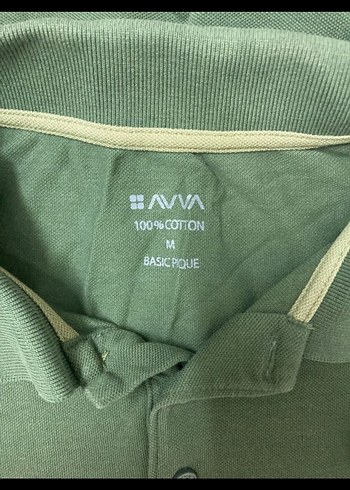 AVVA
100% COTTON
M
BASIC PIQUE